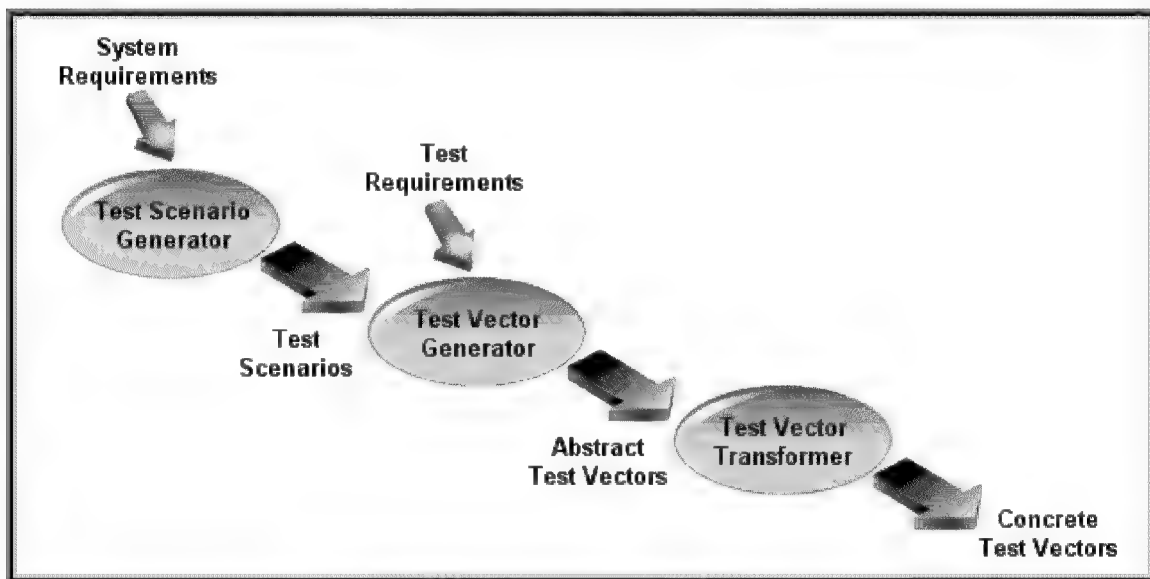 System
Requirements
Test Scenario
Generator
Test
Requirements
Test
Scenarios
Test Vector
Generator
Abstract
Test Vectors
Test Vector
Transformer
Concrete
Test Vectors